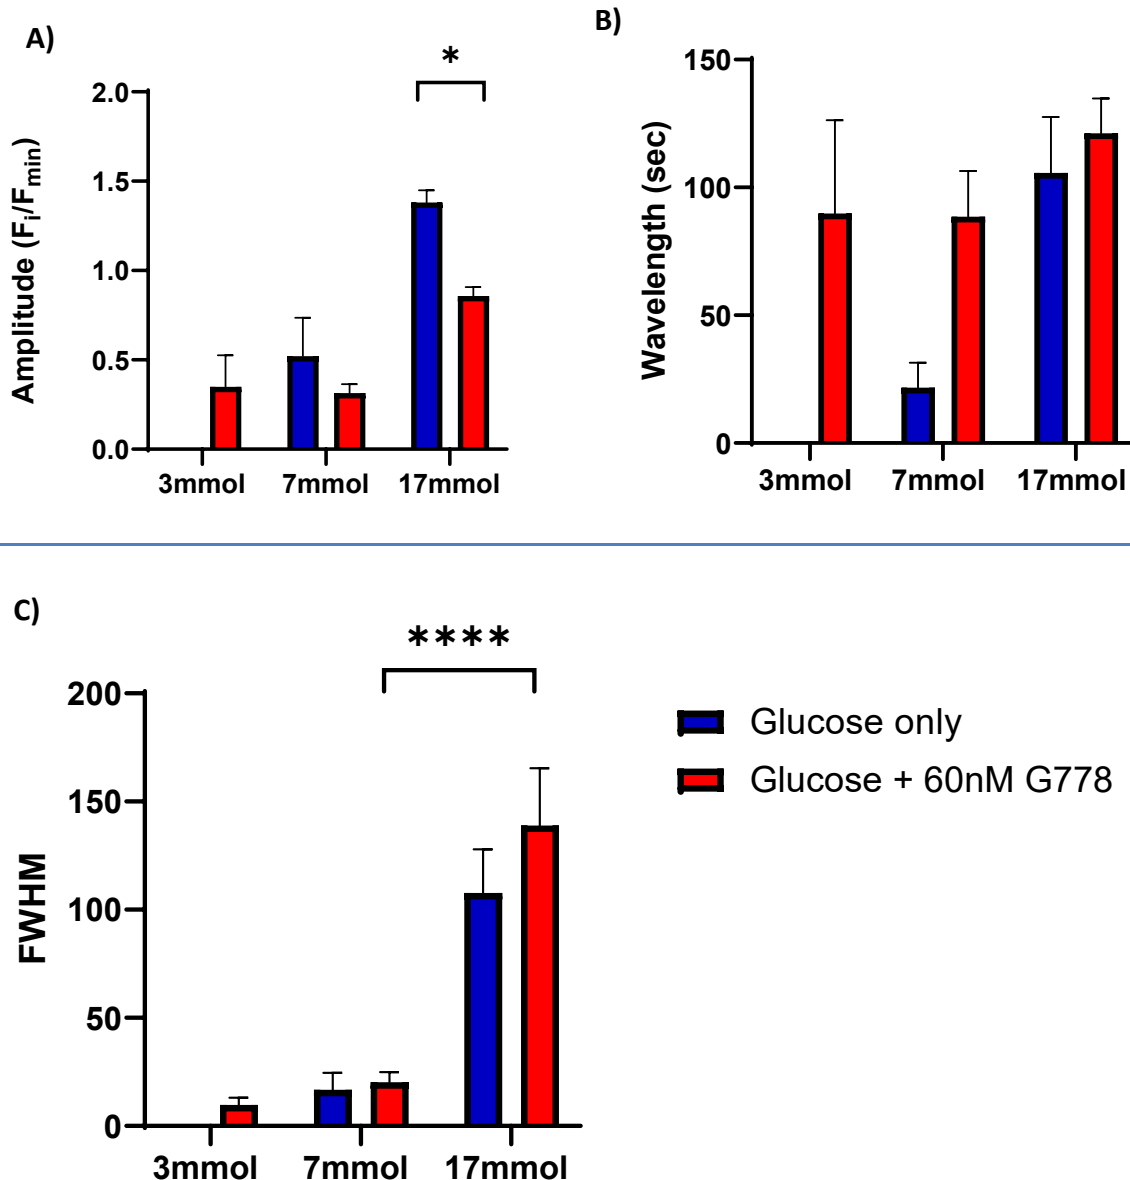 A)
*
2.0
1.5
1.0
0.5
0.0
Amplitude (Fi/Fmin)
3mmol 7mmol 17mmol
B)
150
100
50
0
Wavelength (sec)
3mmol 7mmol 17mmol
C)
****
200
150
100
50
0
FWHM
3mmol 7mmol 17mmol
Glucose only
Glucose + 60nM G778